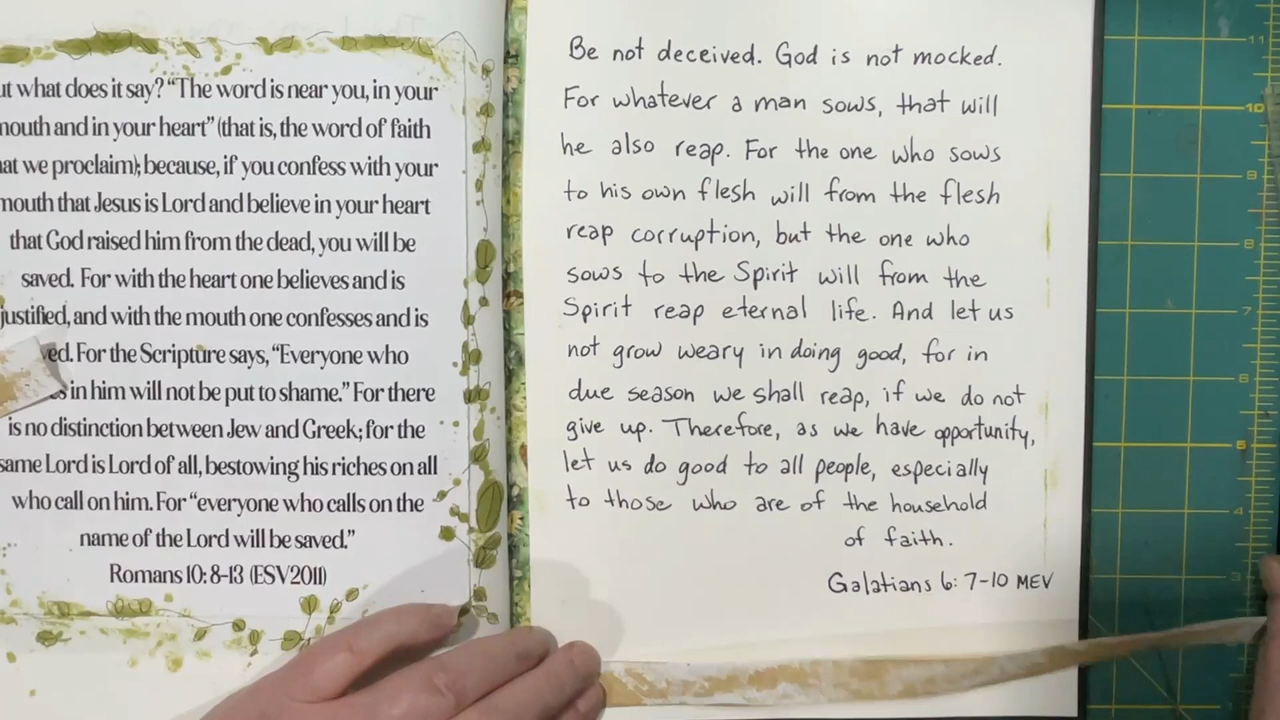 ut what does it say? “The word is near you, in your
mouth and in your heart” (that is, the word of faith
hat we proclaim); because, if you confess with your
mouth that Jesus is Lord and believe in your heart
that God raised him from the dead, you will be
saved. For with the heart one believes and is
justified, and with the mouth one confesses and is
ved. For the Scripture says, “Everyone who
es in him will not be put to shame.” For there
is no distinction between Jew and Greek; for the
same Lord is Lord of all, bestowing his riches on all
who call on him. For “everyone who calls on the
name of the Lord will be saved.”
Romans 10: 8-13 (ESV2011)
Be not deceived. God is not mocked.
For whatever a man sows, that will
he also reap. For the one who sows
to his own flesh will from the flesh
reap corruption, but the one who
sows to the Spirit will from the
Spirit reap eternal life. And let us
not grow weary in doing good, for in
due season we shall reap, if we do not
give up. Therefore, as we have opportunity,
let us do good to all people, especially
to those who are of the household
of faith.
Galatians 6: 7-10 MEV
11
10
9
8
7
6
5
4
3